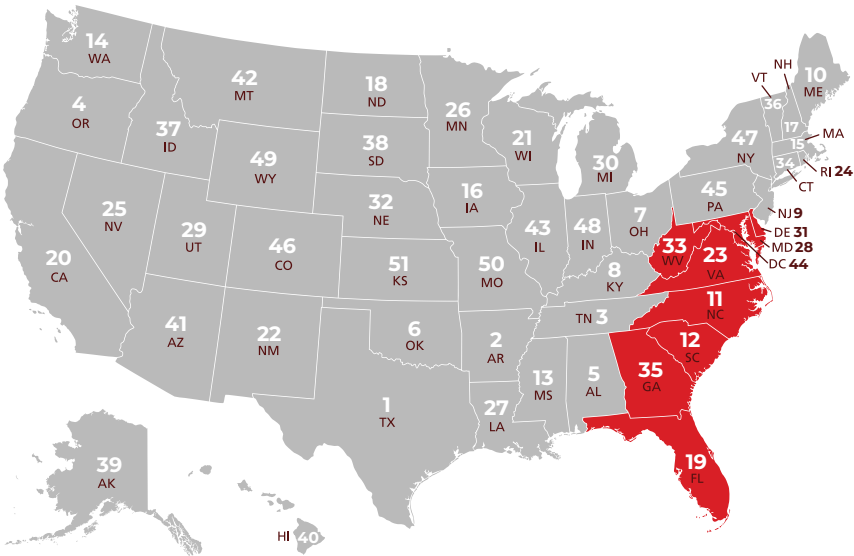 14
WA
42
MT
18
ND
26
MN
21
WI
30
MI
VT
NH
10
ME
36
17
15
MA
47
NY
34
RI 24
CT
4
OR
37
ID
49
WY
38
SD
16
IA
45
PA
NJ 9
32
NE
43
IL
48
IN
7
OH
DE 31
MD 28
DC 44
25
NV
29
UT
46
CO
51
KS
50
MO
8
KY
33
WV
23
VA
20
CA
41
AZ
22
NM
6
OK
2
AR
TN 3
11
NC
12
SC
1
TX
27
LA
13
MS
5
AL
35
GA
19
FL
39
AK
HI 40